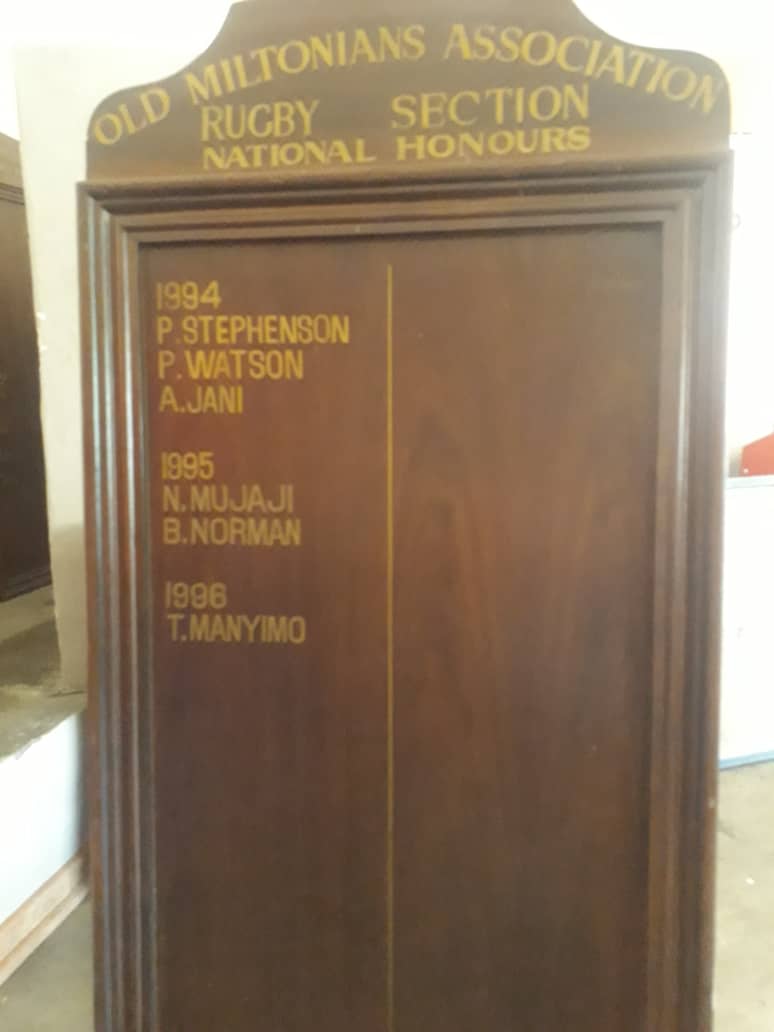 OLD MILTONIANS ASSOCIATION
RUGBY SECTION
NATIONAL HONOURS
1994
P. STEPHENSON
P. WATSON
A. JANI
1995
N. MUJAJI
B. NORMAN
1996
T. MANYIMO